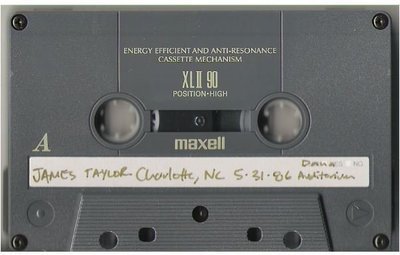 ENERGY EFFICIENT AND ANTI-RESONANCE
CASSETTE MECHANISM
XLII 90
POSITION•HIGH
A
maxell
JAMES TAYLOR Charlotte, NC 5·31·86 Auditorium
NO